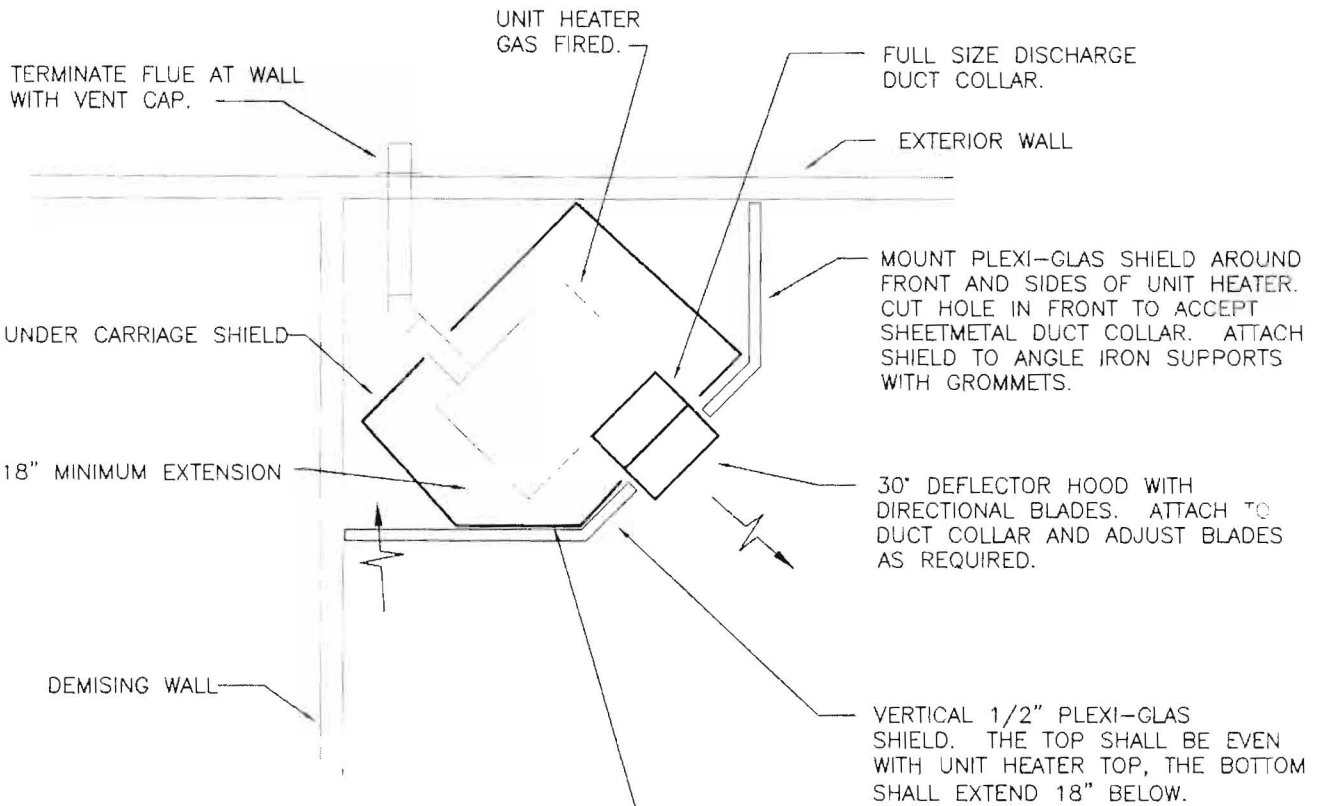 UNIT HEATER
GAS FIRED.
TERMINATE FLUE AT WALL
WITH VENT CAP.
FULL SIZE DISCHARGE
DUCT COLLAR.
EXTERIOR WALL
MOUNT PLEXI-GLAS SHIELD AROUND
FRONT AND SIDES OF UNIT HEATER.
CUT HOLE IN FRONT TO ACCEPT
SHEETMETAL DUCT COLLAR. ATTACH
SHIELD TO ANGLE IRON SUPPORTS
WITH GROMMETS.
UNDER CARRIAGE SHIELD
18" MINIMUM EXTENSION
30° DEFLECTOR HOOD WITH
DIRECTIONAL BLADES. ATTACH TO
DUCT COLLAR AND ADJUST BLADES
AS REQUIRED.
DEMISING WALL
VERTICAL 1/2" PLEXI-GLAS
SHIELD. THE TOP SHALL BE EVEN
WITH UNIT HEATER TOP, THE BOTTOM
SHALL EXTEND 18" BELOW.